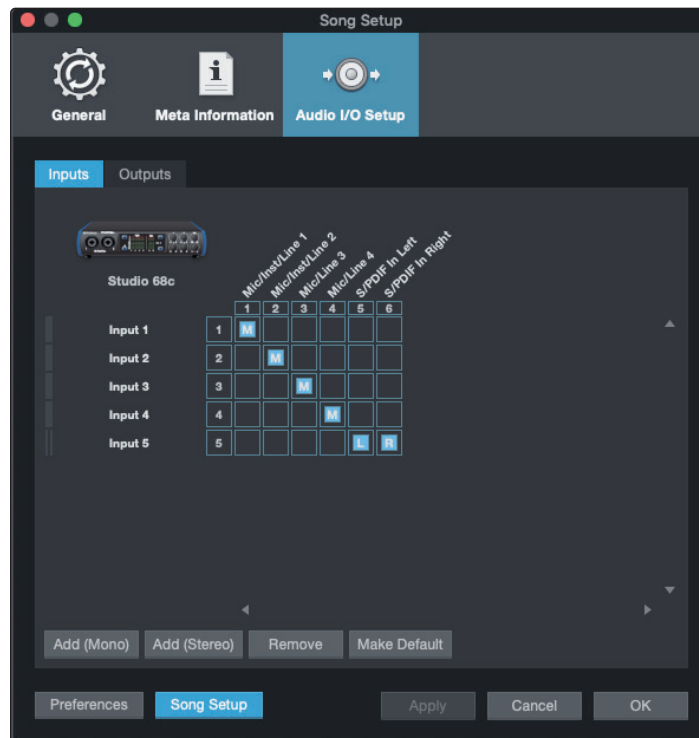 Song Setup
General
Meta Information
Audio I/O Setup
Inputs
Outputs
Studio 68c
Mic/Inst/Line 1
Mic/Inst/Line 2
Mic/Line 3
Mic/Line 4
S/PDIF In Left
S/PDIF In Right
1 2 3 4 5 6
Input 1 1 M
Input 2 2 M
Input 3 3 M
Input 4 4 M
Input 5 5 L R
Add (Mono) Add (Stereo) Remove Make Default
Preferences Song Setup Apply Cancel OK